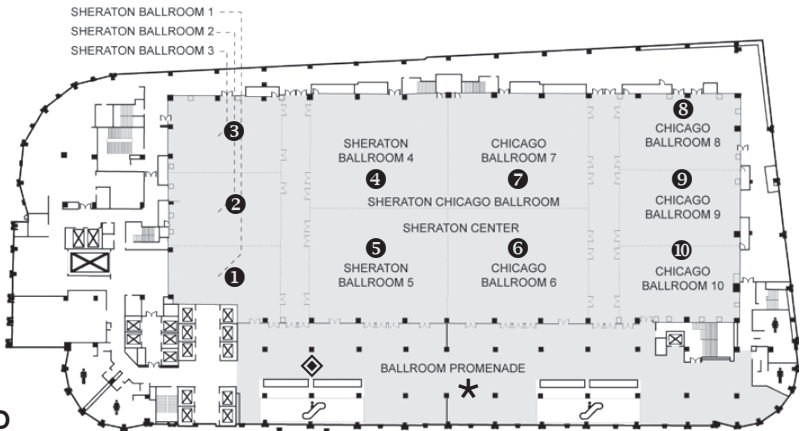 SHERATON BALLROOM 1
SHERATON BALLROOM 2
SHERATON BALLROOM 3
3
2
1
SHERATON
BALLROOM 4
4
CHICAGO
BALLROOM 7
7
SHERATON CHICAGO BALLROOM
SHERATON CENTER
5
SHERATON
BALLROOM 5
6
CHICAGO
BALLROOM 6
8
CHICAGO
BALLROOM 8
9
CHICAGO
BALLROOM 9
10
CHICAGO
BALLROOM 10
BALLROOM PROMENADE
*